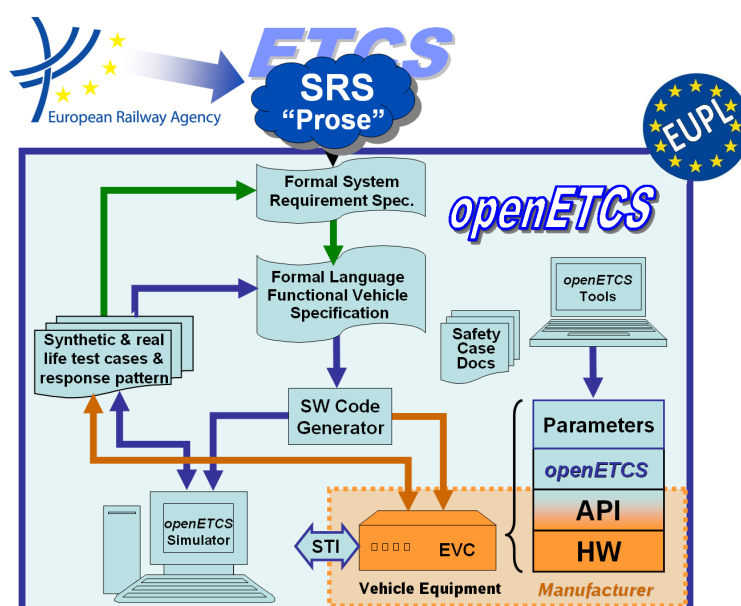 ETCS
SRS
“Prose”
European Railway Agency
EUPL
Formal System
Requirement Spec.
openETCS
Formal Language
Functional Vehicle
Specification
openETCS
Tools
Synthetic & real
life test cases &
response pattern
Safety
Case
Docs
SW Code
Generator
Parameters
openETCS
API
HW
openETCS
Simulator
STI
EVC
Vehicle Equipment
Manufacturer